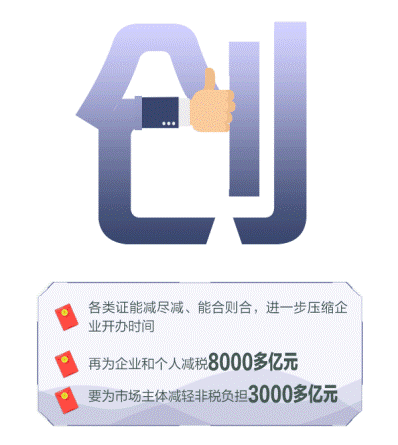 创
各类证能减尽减、能合则合，进一步压缩企
业开办时间
再为企业和个人减税8000多亿元
要为市场主体减轻非税负担3000多亿元